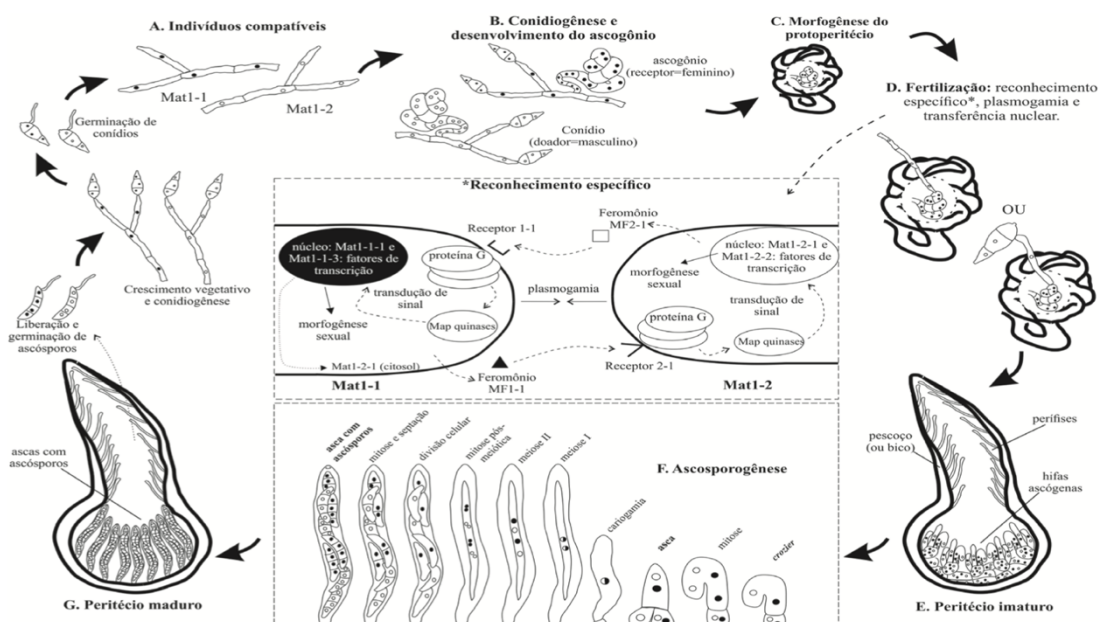 A. Indivíduos compatíveis
Mat1-1
Mat1-2
B. Conidiogênese e
desenvolvimento do ascogônio
ascogônio
(receptor=feminino)
Conídio
(doador=masculino)
C. Morfogênese do
protoperitécio
D. Fertilização: reconhecimento
específico*, plasmogamia e
transferência nuclear.
OU
Germinação de
conídios
Crescimento vegetativo
e conidiogênese
Liberação e
germinação de
ascósporos
*Reconhecimento específico
núcleo: Mat1-1-1 e
Mat1-1-3: fatores de
transcrição
proteína G
Receptor 1-1
Feromônio
MF2-1
núcleo: Mat1-2-1 e
Mat1-2-2: fatores de
transcrição
morfogênese
sexual
transdução de
sinal
Map quinases
plasmogamia
morfogênese
sexual
transdução de
sinal
proteína G
Map quinases
Mat1-2-1 (citosol)
Mat1-1
Feromônio
MF1-1
Receptor 2-1
Mat1-2
E. Peritécio imaturo
pescoço
(ou bico)
perífises
hifas
ascógenas
F. Ascosporogênese
asca com
ascósporos
mitose e septação
divisão celular
mitose pós-
meiótica
meiose II
meiose I
cariogamia
asca
mitose
crozier
ascas com
ascósporos
G. Peritécio maduro